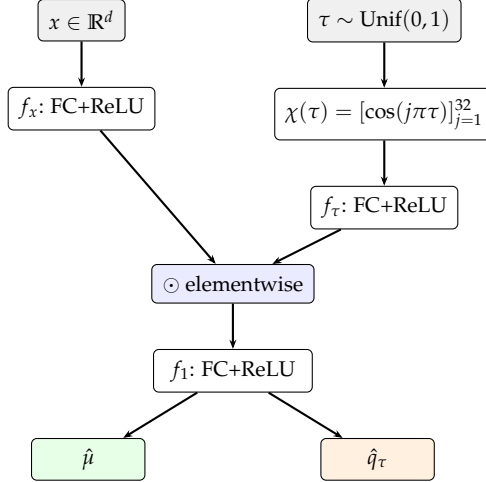 x ∈ ℝ^d
τ ∼ Unif(0, 1)
f_x: FC+ReLU
χ(τ) = [cos(jπτ)]_{j=1}^{32}
f_τ: FC+ReLU
⊙ elementwise
f_1: FC+ReLU
μ̂
q̂_τ